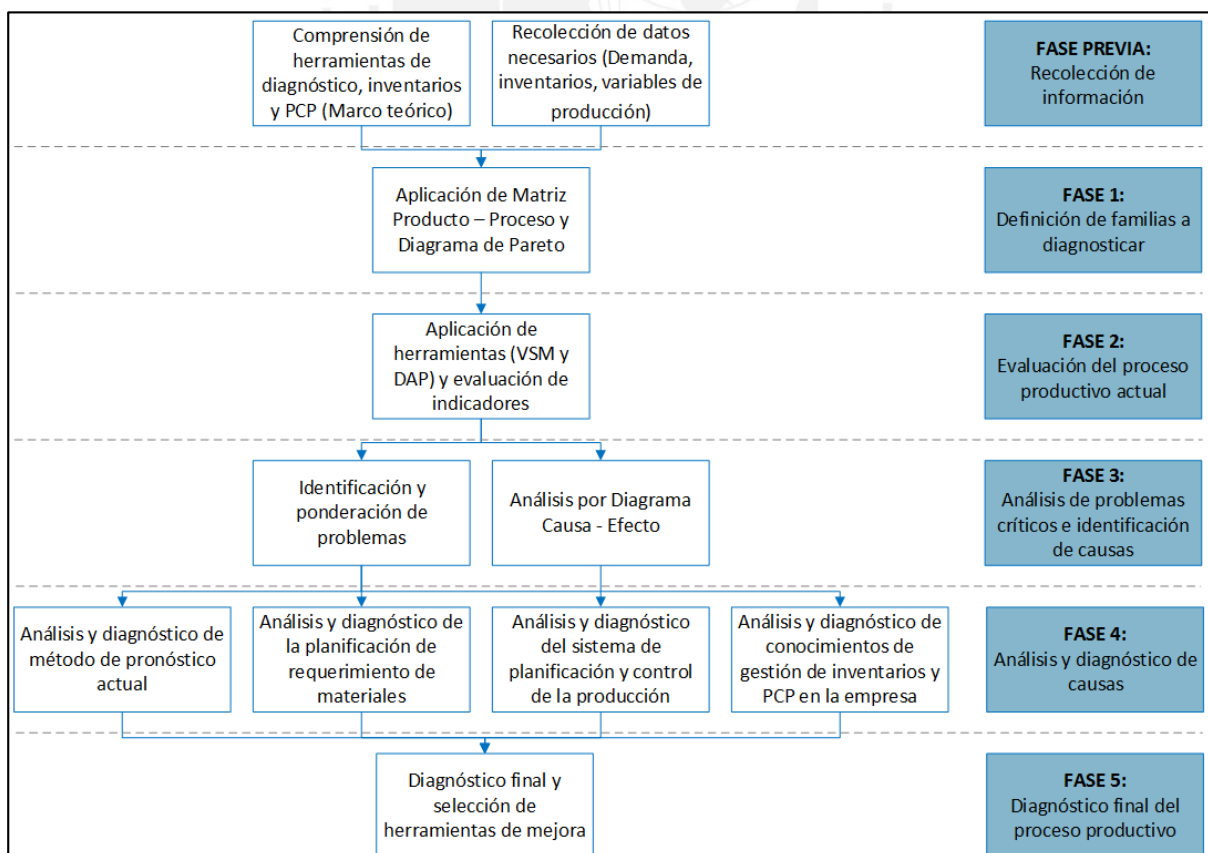 Comprensión de
herramientas de
diagnóstico, inventarios
y PCP (Marco teórico)
Recolección de datos
necesarios (Demanda,
inventarios, variables de
producción)
FASE PREVIA:
Recolección de
información
Aplicación de Matriz
Producto – Proceso y
Diagrama de Pareto
FASE 1:
Definición de familias a
diagnosticar
Aplicación de
herramientas (VSM y
DAP) y evaluación de
indicadores
FASE 2:
Evaluación del proceso
productivo actual
Identificación y
ponderación de
problemas
Análisis por Diagrama
Causa - Efecto
FASE 3:
Análisis de problemas
críticos e identificación
de causas
Análisis y diagnóstico de
método de pronóstico
actual
Análisis y diagnóstico de
la planificación de
requerimiento de
materiales
Análisis y diagnóstico
del sistema de
planificación y control
de la producción
Análisis y diagnóstico de
conocimientos de
gestión de inventarios y
PCP en la empresa
FASE 4:
Análisis y diagnóstico de
causas
Diagnóstico final y
selección de
herramientas de mejora
FASE 5:
Diagnóstico final del
proceso productivo